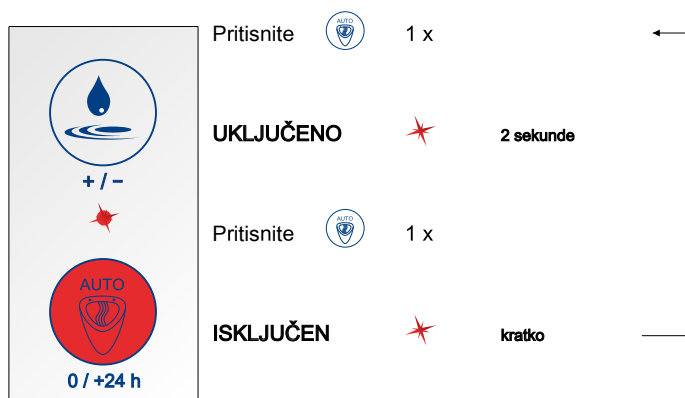 Pritisnite AUTO 1 x
UKLJUČENO 2 sekunde
+ / −
Pritisnite AUTO 1 x
AUTO
ISKLJUČEN kratko
0 / +24 h